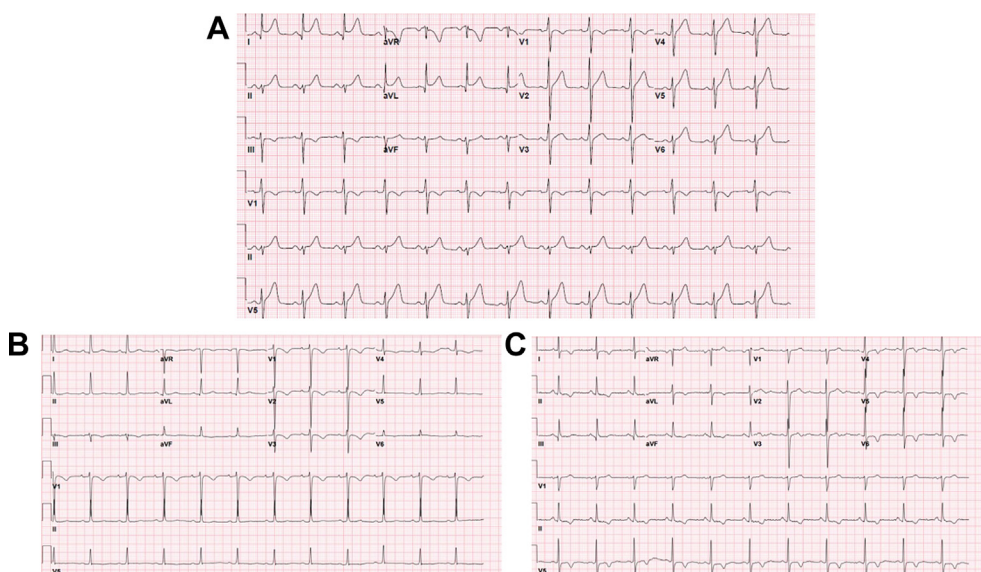 A
I aVR V1 V4
II aVL V2 V5
III aVF V3 V6
V1
II
V5
B
I aVR V1 V4
II aVL V2 V5
III aVF V3 V6
V1
II
V5
C
I aVR V1 V4
II aVL V2 V5
III aVF V3 V6
V1
II
V5